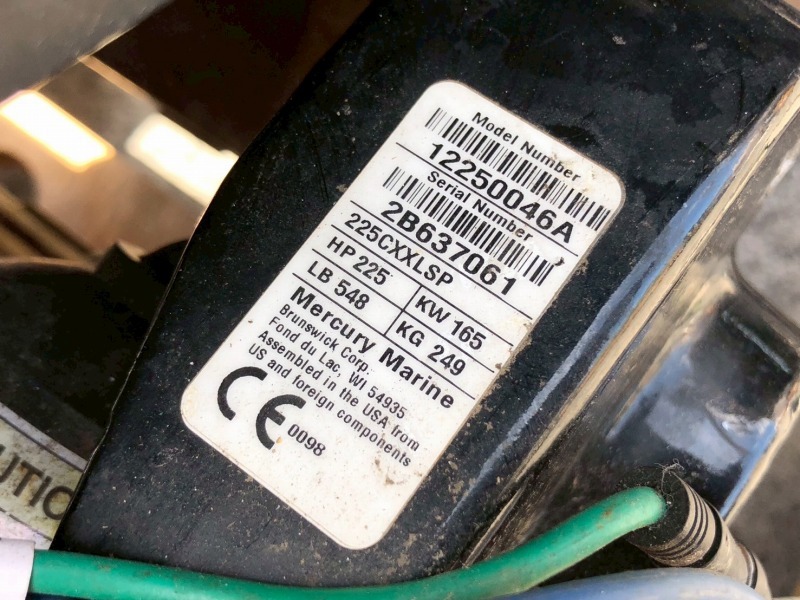 Model Number
12250046A
Serial Number
2B637061
225CXXLSP
HP 225 KW 165
LB 548 KG 249
Mercury Marine
Brunswick Corp.
Fond du Lac, WI 54935
Assembled in the USA from
US and foreign components
CE 0098
UTIO